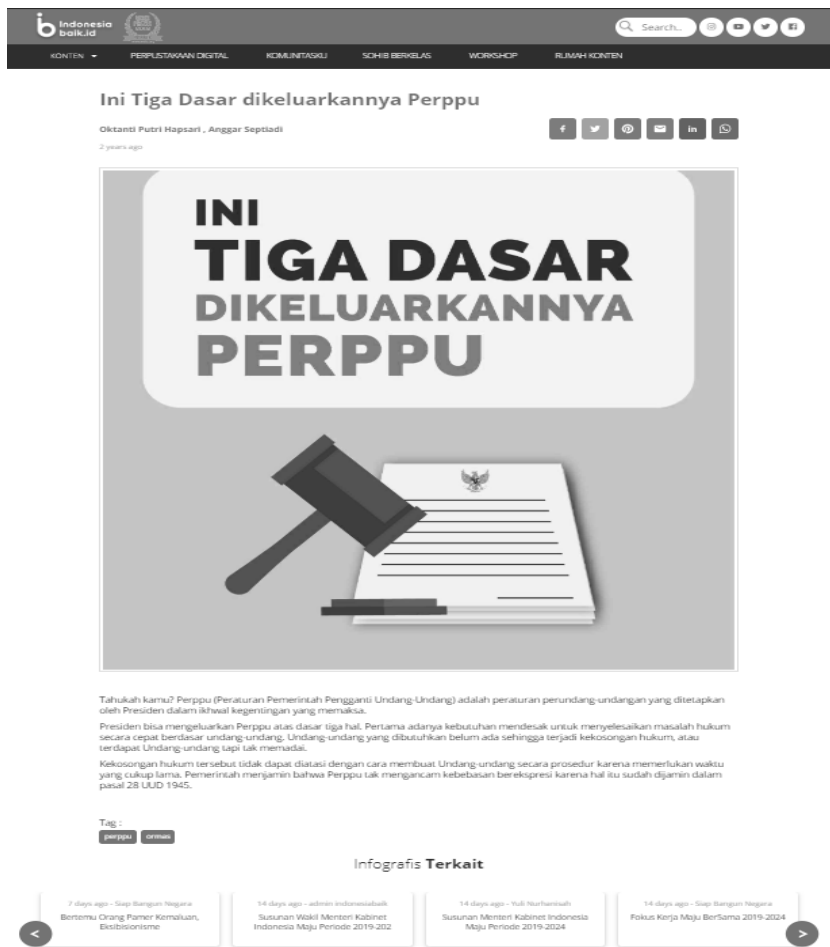 Indonesia
baik.id
Search..
KONTEN
PERPUSTAKAAN DIGITAL
KOMUNITASKU
SOHIB BERKELAS
WORKSHOP
RUMAH KONTEN
Ini Tiga Dasar dikeluarkannya Perppu
Oktanti Putri Hapsari , Anggar Septiadi
2 years ago
INI
TIGA DASAR
DIKELUARKANNYA
PERPPU
Tahukah kamu? Perppu (Peraturan Pemerintah Pengganti Undang-Undang) adalah peraturan perundang-undangan yang ditetapkan
oleh Presiden dalam ikhwal kegentingan yang memaksa.
Presiden bisa mengeluarkan Perppu atas dasar tiga hal. Pertama adanya kebutuhan mendesak untuk menyelesaikan masalah hukum
secara cepat berdasar undang-undang. Undang-undang yang dibutuhkan belum ada sehingga terjadi kekosongan hukum, atau
terdapat Undang-undang tapi tak memadai.
Kekosongan hukum tersebut tidak dapat diatasi dengan cara membuat Undang-undang secara prosedur karena memerlukan waktu
yang cukup lama. Pemerintah menjamin bahwa Perppu tak mengancam kebebasan berekspresi karena hal itu sudah dijamin dalam
pasal 28 UUD 1945.
Tag :
perppu ormas
Infografis Terkait
7 days ago - Siap Bangun Negara
Bertemu Orang Pamer Kemaluan,
Eksibisionisme
14 days ago - admin indonesiabaik
Susunan Wakil Menteri Kabinet
Indonesia Maju Periode 2019-202
14 days ago - Yuli Nurhanisah
Susunan Menteri Kabinet Indonesia
Maju Periode 2019-2024
14 days ago - Siap Bangun Negara
Fokus Kerja Maju BerSama 2019-2024